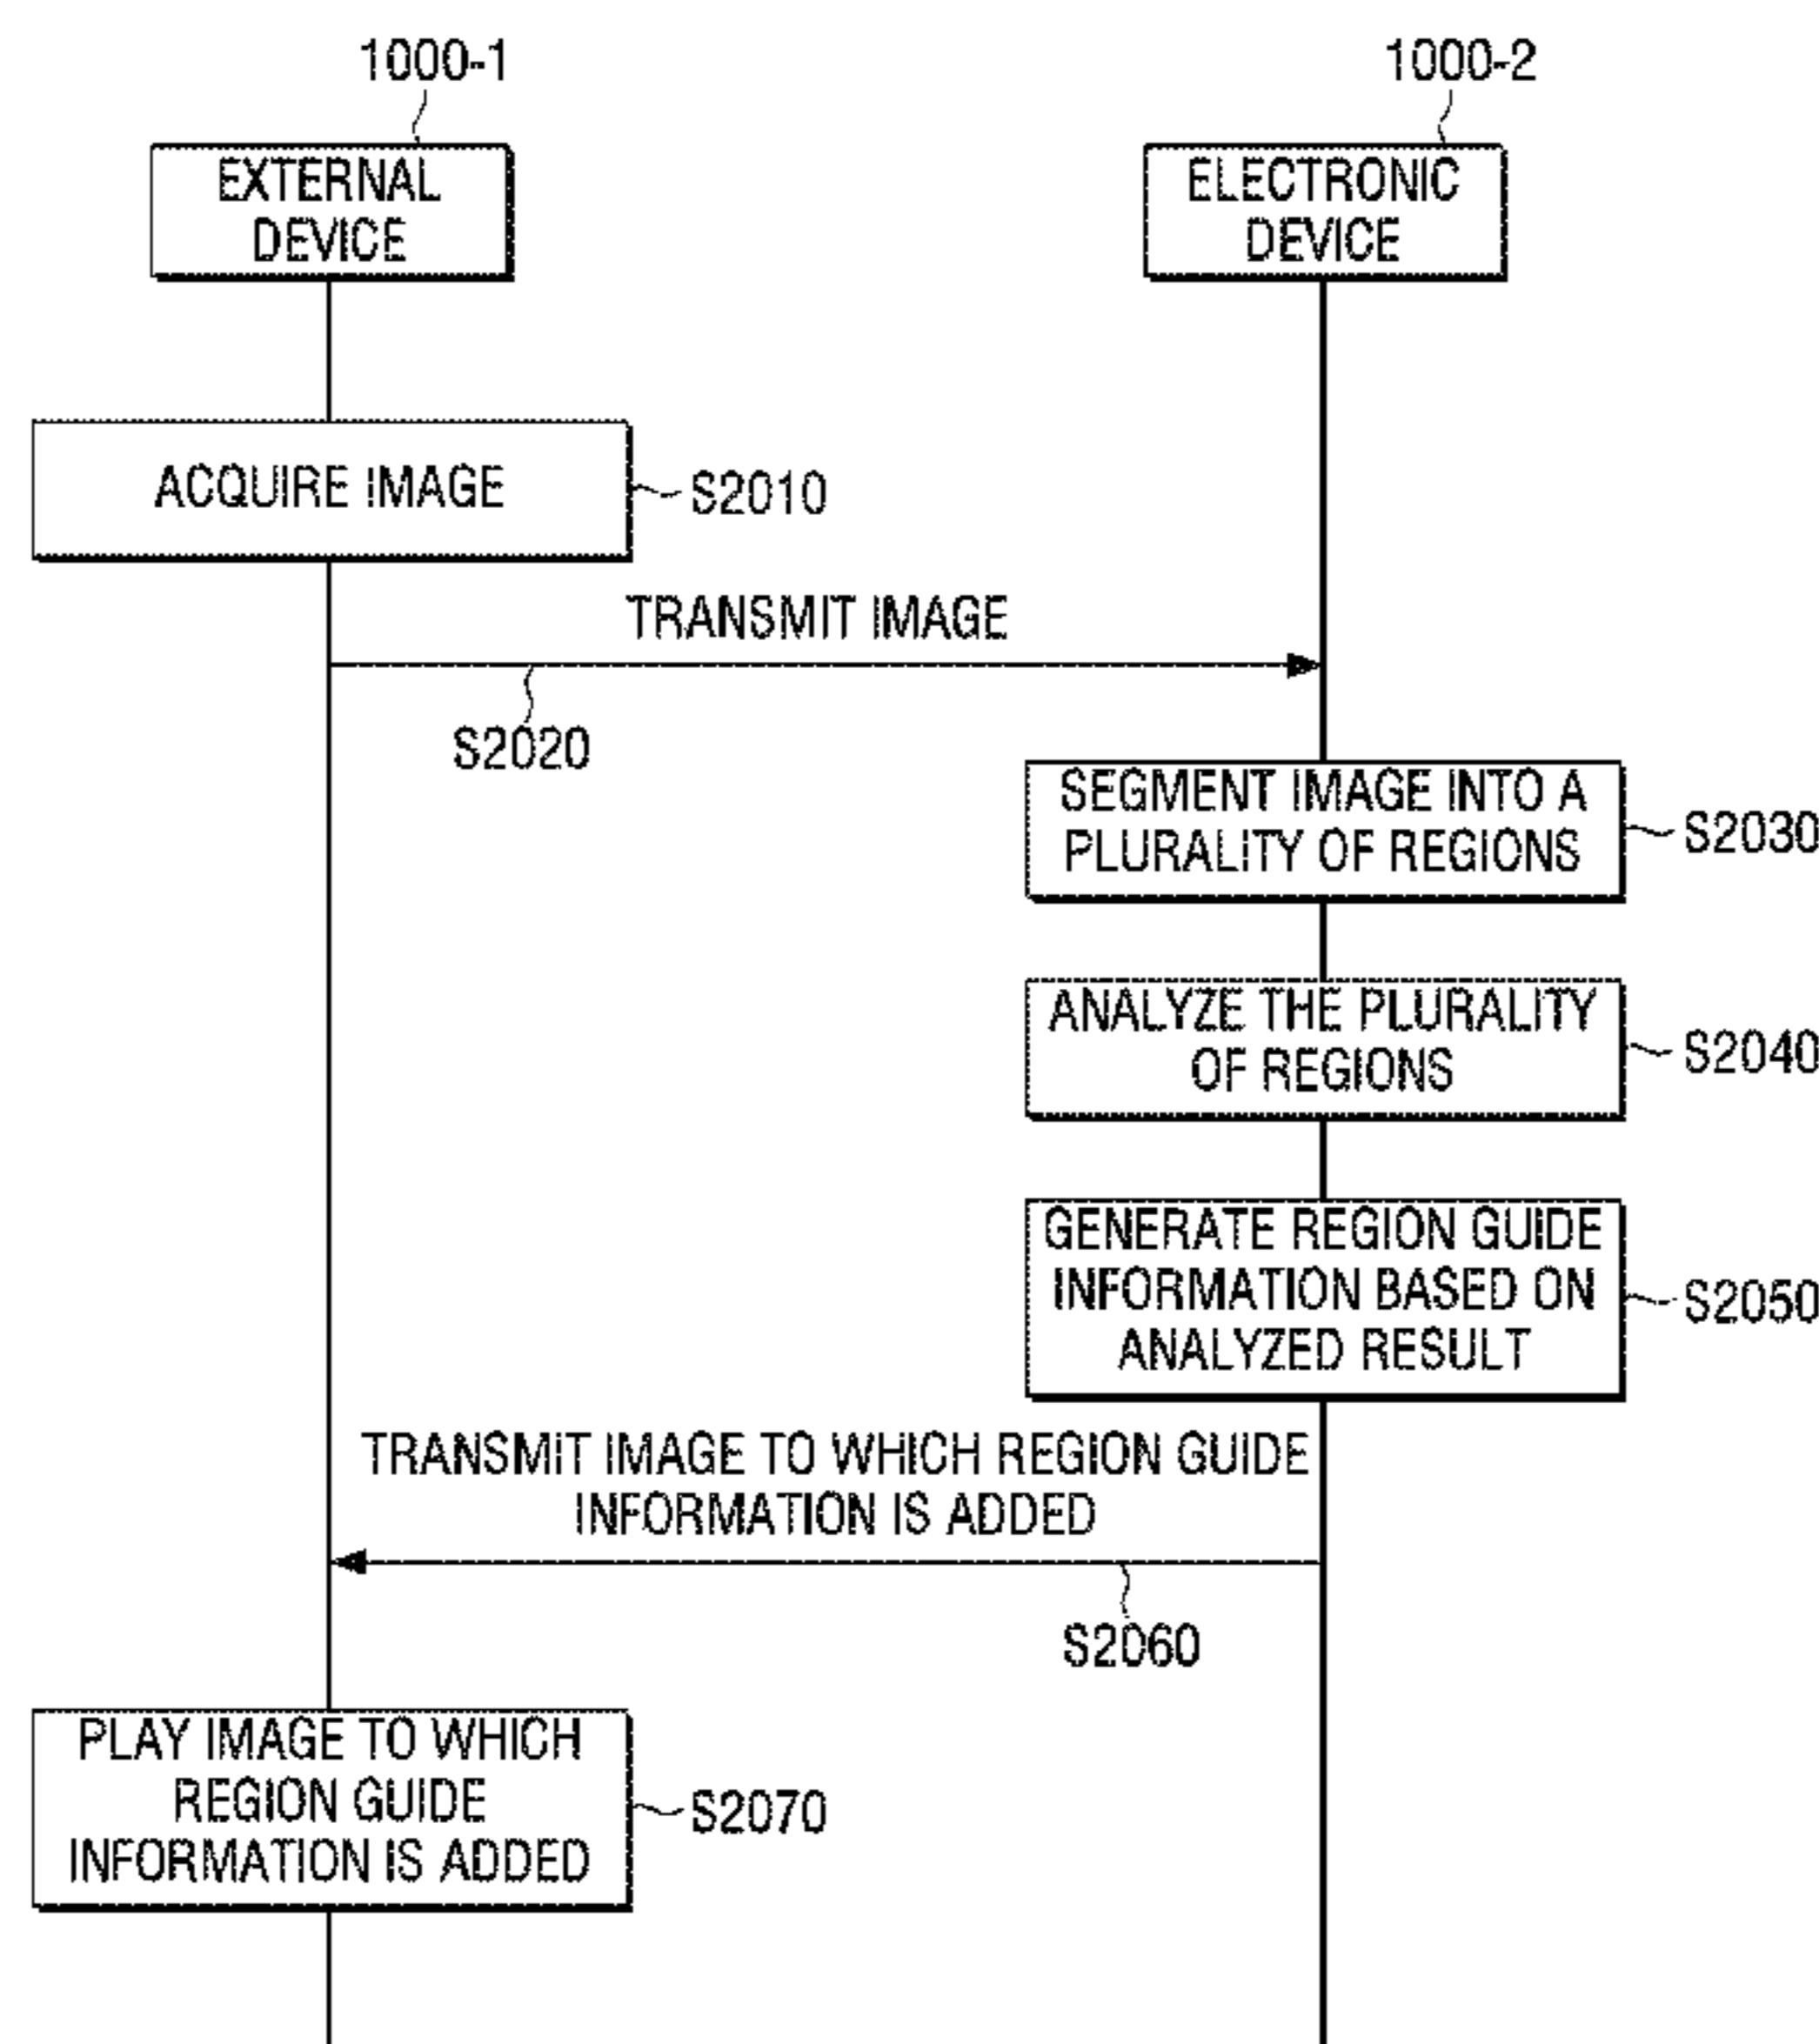 1000-1
1000-2
EXTERNAL
DEVICE
ELECTRONIC
DEVICE
ACQUIRE IMAGE
S2010
TRANSMIT IMAGE
S2020
SEGMENT IMAGE INTO A
PLURALITY OF REGIONS
S2030
ANALYZE THE PLURALITY
OF REGIONS
S2040
GENERATE REGION GUIDE
INFORMATION BASED ON
ANALYZED RESULT
S2050
TRANSMIT IMAGE TO WHICH REGION GUIDE
INFORMATION IS ADDED
S2060
PLAY IMAGE TO WHICH
REGION GUIDE
INFORMATION IS ADDED
S2070